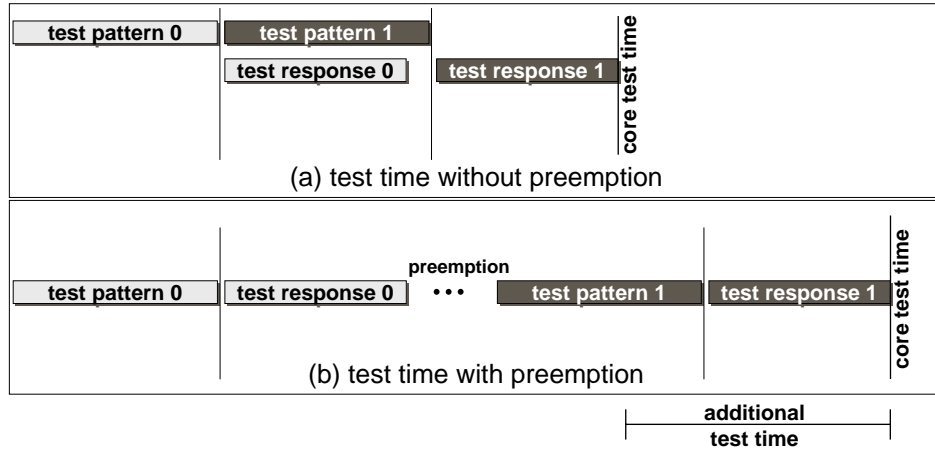 test pattern 0
test pattern 1
test response 0
test response 1
core test time
(a) test time without preemption
preemption
• • •
test pattern 0
test response 0
test pattern 1
test response 1
core test time
(b) test time with preemption
additional
test time